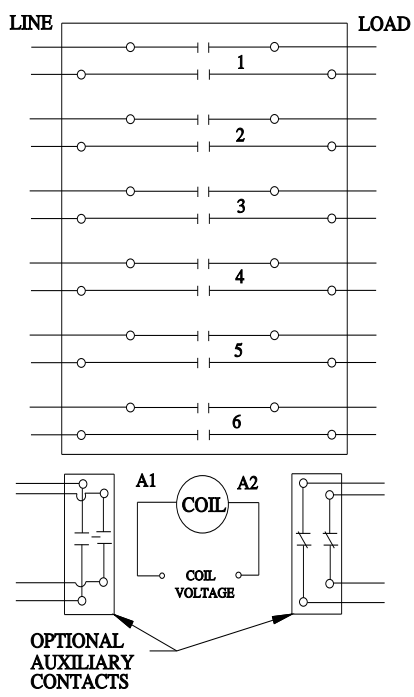 LINE
LOAD
1
2
3
4
5
6
A1
A2
COIL
COIL
VOLTAGE
OPTIONAL
AUXILIARY
CONTACTS